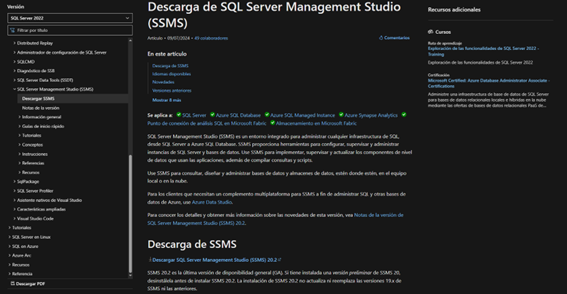 Versión
SQL Server 2022
Filtrar por título
Distributed Replay
Administrador de configuración de SQL Server
SQLCMD
Diagnóstico de SSB
SQL Server Data Tools (SSDT)
SQL Server Management Studio (SSMS)
Descargar SSMS
Notas de la versión
Información general
Guías de inicio rápido
Tutoriales
Conceptos
Instrucciones
Referencias
Recursos
SqlPackage
SQL Server Profiler
Asistente nativos de Visual Studio
Características ampliadas
Visual Studio Code
Tutoriales
SQL Server en Linux
SQL en Azure
Azure Arc
Recursos
Referencia
Descargar PDF
Descarga de SQL Server Management Studio
(SSMS)
Artículo • 09/07/2024 • 49 colaboradores
Comentarios
En este artículo
Descarga de SSMS
Idiomas disponibles
Novedades
Versiones anteriores
Mostrar 9 más
Se aplica a: SQL Server Azure SQL Database Azure SQL Managed Instance Azure Synapse Analytics
Punto de conexión de análisis SQL en Microsoft Fabric Almacenamiento en Microsoft Fabric
SQL Server Management Studio (SSMS) es un entorno integrado para administrar cualquier infraestructura de SQL,
desde SQL Server a Azure SQL Database. SSMS proporciona herramientas para configurar, supervisar y administrar
instancias de SQL Server y bases de datos. Use SSMS para implementar, supervisar y actualizar los componentes de nivel
de datos que usan las aplicaciones, además de compilar consultas y scripts.
Use SSMS para consultar, diseñar y administrar bases de datos y almacenes de datos, estén donde estén, en el equipo
local o en la nube.
Para los clientes que necesitan un complemento multiplataforma para SSMS a fin de administrar SQL y otras bases de
datos de Azure, use Azure Data Studio.
Para conocer los detalles y obtener más información sobre las novedades de esta versión, vea Notas de la versión de
SQL Server Management Studio (SSMS) 20.2.
Descarga de SSMS
Descargar SQL Server Management Studio (SSMS) 20.2
SSMS 20.2 es la última versión de disponibilidad general (GA). Si tiene instalada una versión preliminar de SSMS 20,
desinstálela antes de instalar SSMS 20.2. La instalación de SSMS 20.2 no actualiza ni reemplaza las versiones 19.x de
SSMS ni las anteriores.
Recursos adicionales
Cursos
Ruta de aprendizaje
Exploración de las funcionalidades de SQL Server 2022 -
Training
Exploración de las funcionalidades de SQL Server 2022
Certificación
Microsoft Certified: Azure Database Administrator Associate -
Certifications
Administre una infraestructura de base de datos de SQL Server
para bases de datos relacionales locales e híbridas en la nube
mediante las ofertas de bases de datos relacionales PaaS de...